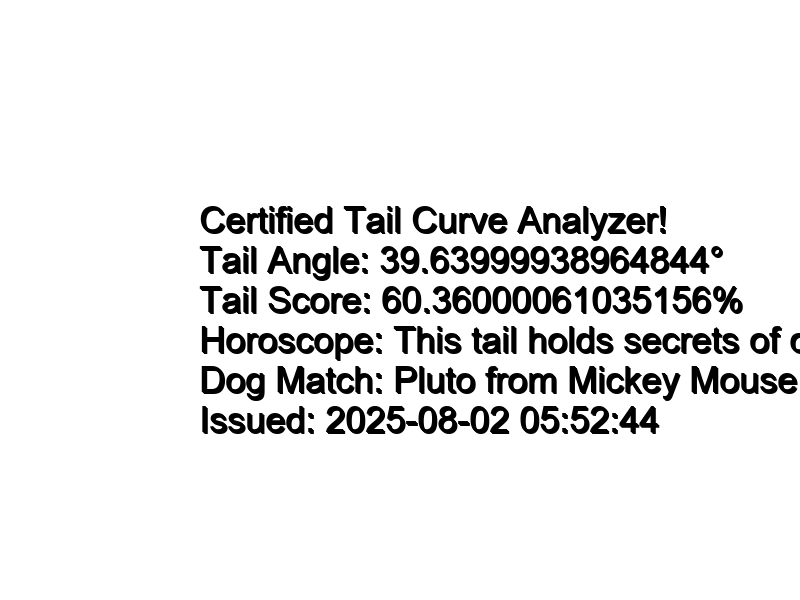 Certified Tail Curve Analyzer!
Tail Angle: 39.63999938964844°
Tail Score: 60.36000061035156%
Horoscope: This tail holds secrets of
Dog Match: Pluto from Mickey Mouse
Issued: 2025-08-02 05:52:44